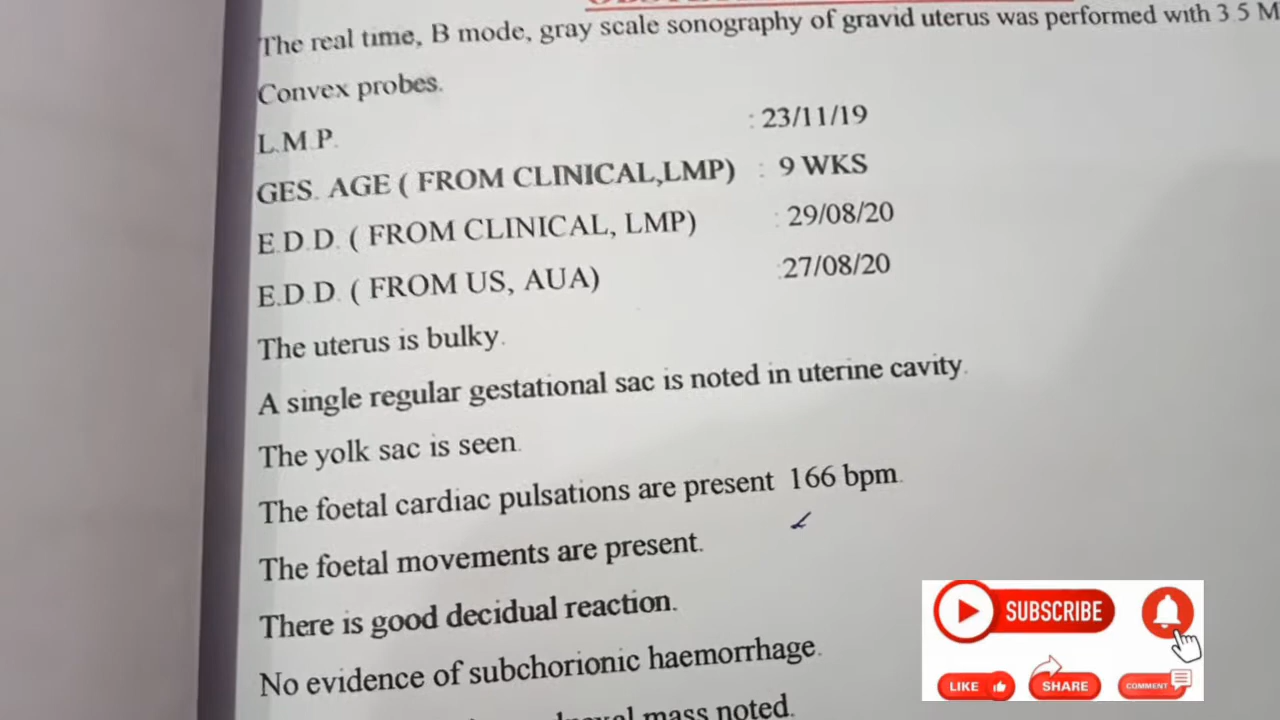 The real time, B mode, gray scale sonography of gravid uterus was performed with 3.5 M
Convex probes.
L.M.P. : 23/11/19
GES. AGE ( FROM CLINICAL,LMP) : 9 WKS
E.D.D. ( FROM CLINICAL, LMP) : 29/08/20
E.D.D. ( FROM US, AUA) :27/08/20
The uterus is bulky.
A single regular gestational sac is noted in uterine cavity.
The yolk sac is seen.
The foetal cardiac pulsations are present 166 bpm.
The foetal movements are present.
There is good decidual reaction.
No evidence of subchorionic haemorrhage.
mass noted.
SUBSCRIBE
LIKE
SHARE
COMMENT